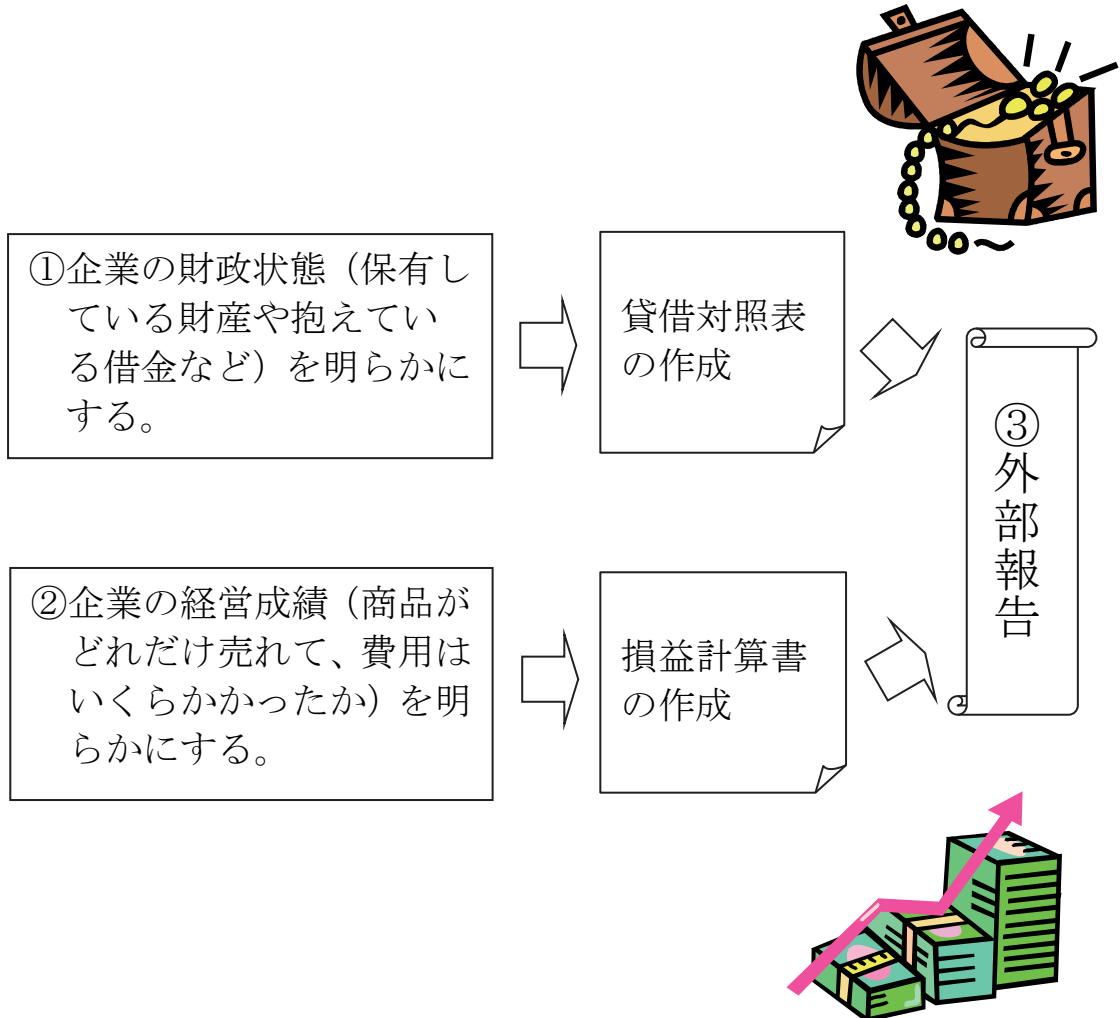 ①企業の財政状態（保有し
ている財産や抱えてい
る借金など）を明らかに
する。
貸借対照表
の作成
②企業の経営成績（商品が
どれだけ売れて、費用は
いくらかかったか）を明
らかにする。
損益計算書
の作成
③外部報告